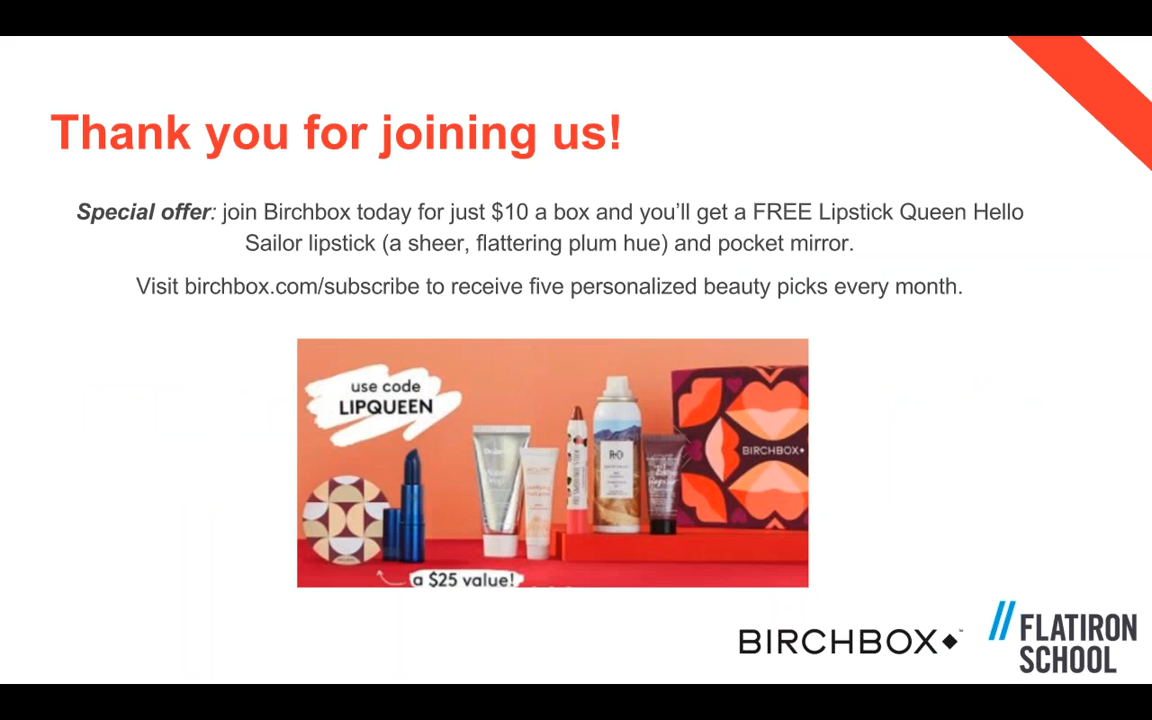 Thank you for joining us!
Special offer: join Birchbox today for just $10 a box and you’ll get a FREE Lipstick Queen Hello
Sailor lipstick (a sheer, flattering plum hue) and pocket mirror.
Visit birchbox.com/subscribe to receive five personalized beauty picks every month.
use code
LIPQUEEN
R+Co
BIRCHBOX
a $25 value!
BIRCHBOX™
FLATIRON
SCHOOL